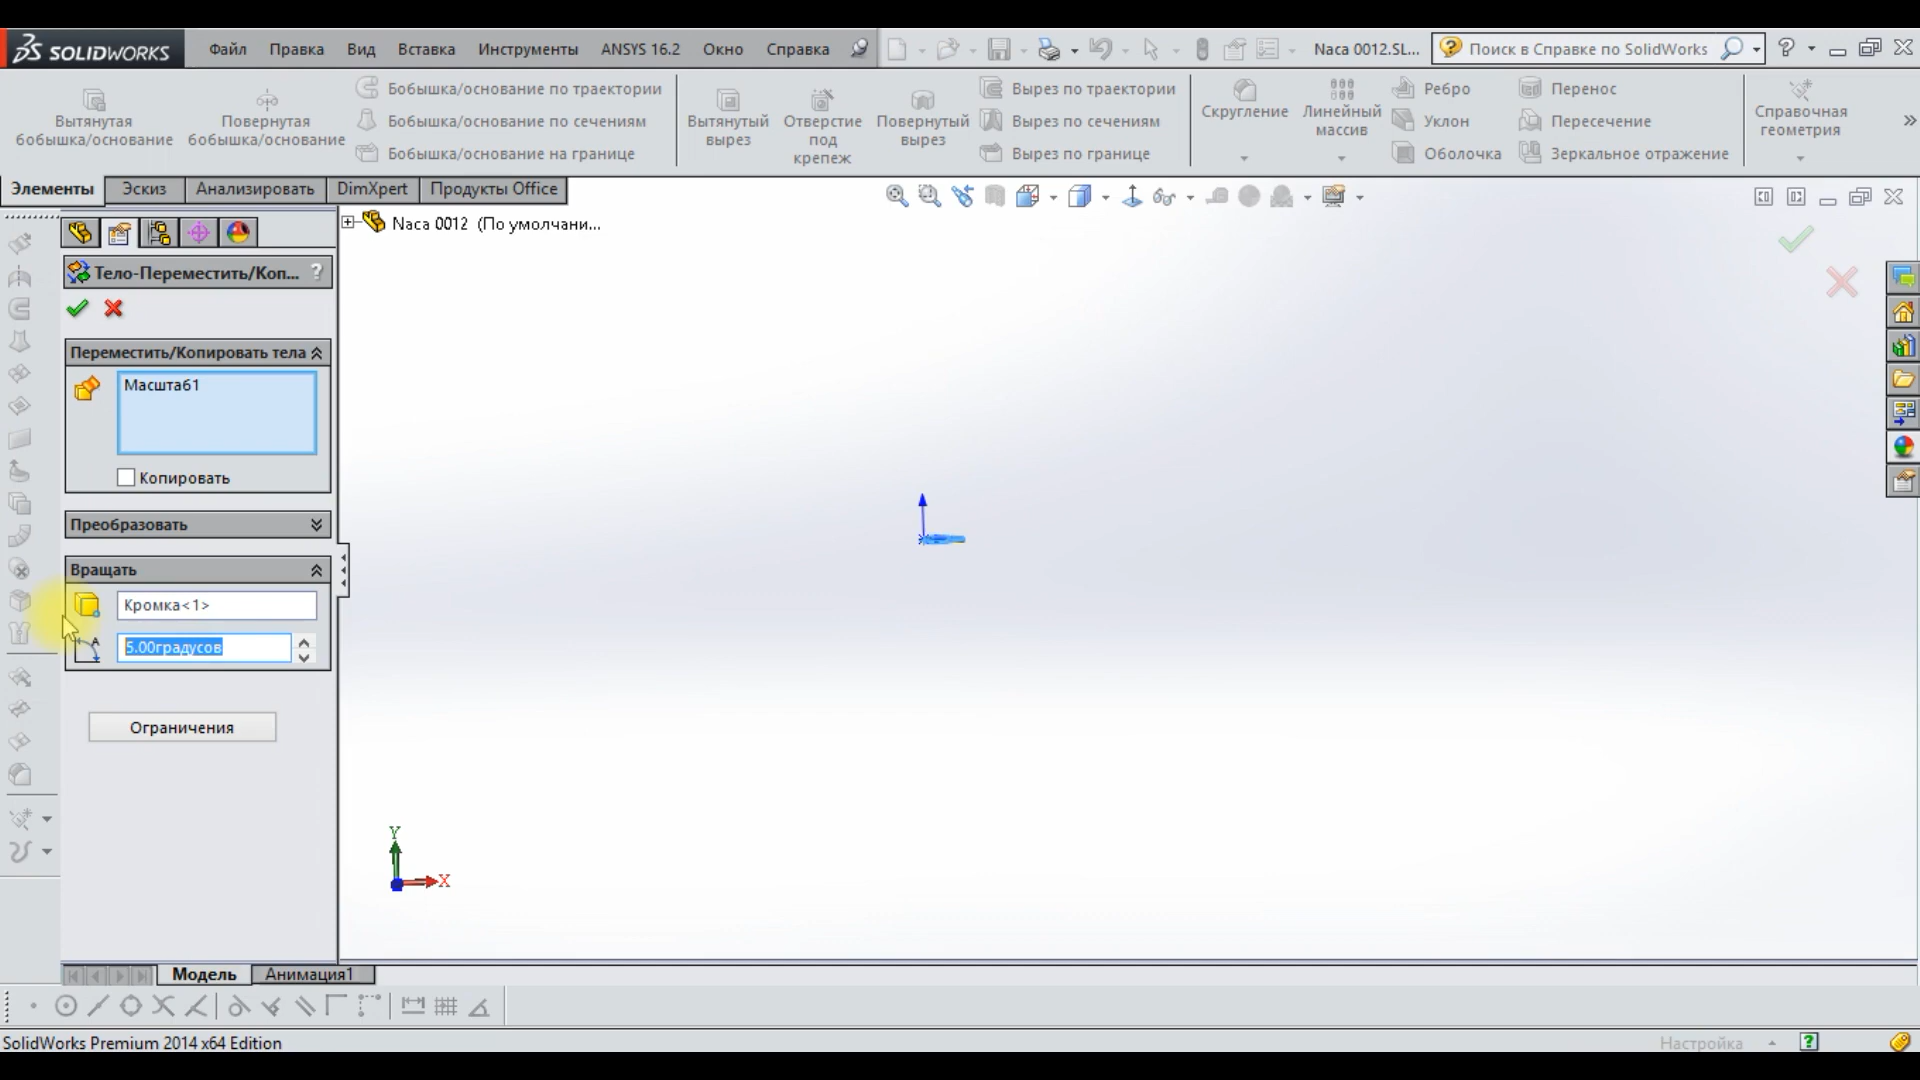 SOLIDWORKS Файл Правка Вид Вставка Инструменты ANSYS 16.2 Окно Справка Naca 0012.SL... Поиск в Справке по SolidWorks
Вытянутая бобышка/основание
Повернутая бобышка/основание
Бобышка/основание по траектории
Бобышка/основание по сечениям
Бобышка/основание на границе
Вытянутый вырез
Отверстие под крепеж
Повернутый вырез
Вырез по траектории
Вырез по сечениям
Вырез по границе
Скругление
Линейный массив
Ребро
Уклон
Оболочка
Перенос
Пересечение
Зеркальное отражение
Справочная геометрия
Элементы Эскиз Анализировать DimXpert Продукты Office
Naca 0012 (По умолчани...
Тело-Переместить/Коп... ?
Переместить/Копировать тела
Масштаб1
Копировать
Преобразовать
Вращать
Кромка<1>
5.00градусов
Ограничения
Y
X
Модель Анимация1
SolidWorks Premium 2014 x64 Edition
Настройка